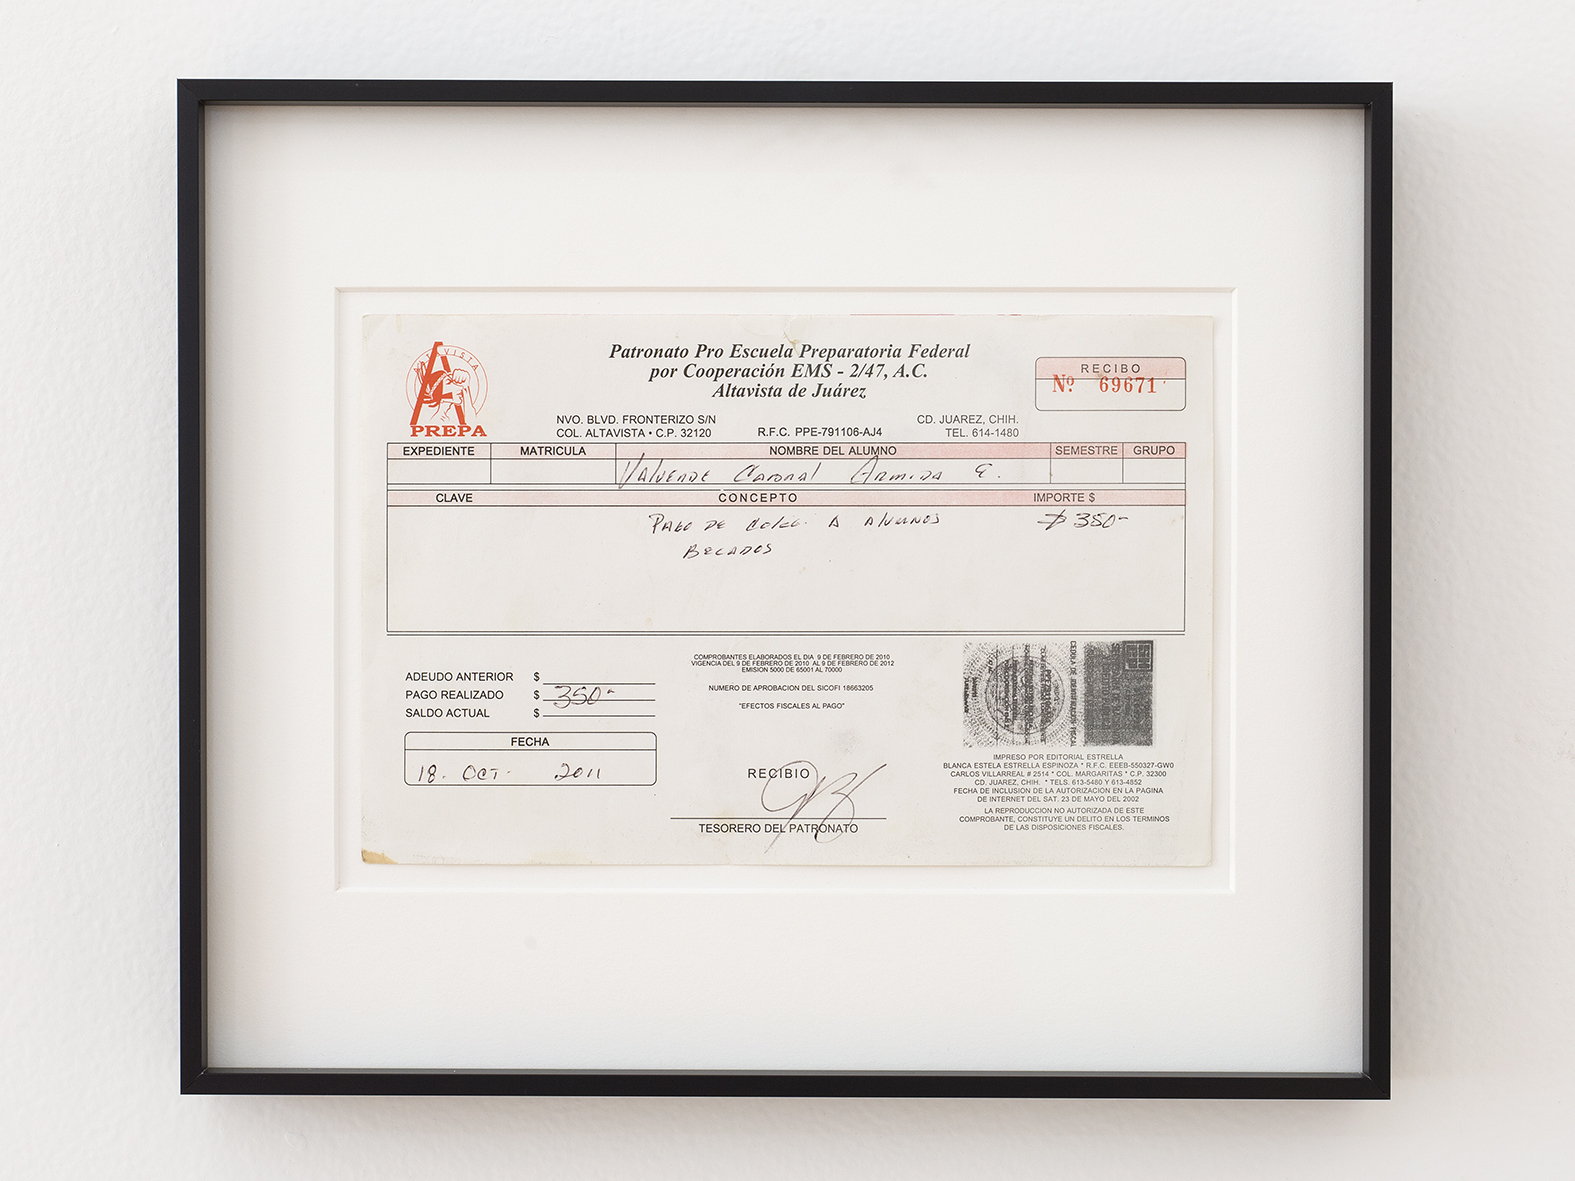 ALTAVISTA
PREPA
Patronato Pro Escuela Preparatoria Federal
por Cooperación EMS - 2/47, A.C.
Altavista de Juárez
RECIBO
Nº 69671
NVO. BLVD. FRONTERIZO S/N CD. JUAREZ, CHIH.
COL. ALTAVISTA • C.P. 32120 R.F.C. PPE-791106-AJ4 TEL. 614-1480
EXPEDIENTE MATRICULA NOMBRE DEL ALUMNO SEMESTRE GRUPO
Valverde Armida E.
CLAVE CONCEPTO IMPORTE $
Pago de a alumnos $ 350-
Becados
ADEUDO ANTERIOR $
PAGO REALIZADO $ 350-
SALDO ACTUAL $
FECHA
18. OCT. 2011
COMPROBANTES ELABORADOS EL DIA 9 DE FEBRERO DE 2010
VIGENCIA DEL 9 DE FEBRERO DE 2010 AL 9 DE FEBRERO DE 2012
EMISION 5000 DE 65001 AL 70000
NUMERO DE APROBACION DEL SICOFI 18663205
"EFECTOS FISCALES AL PAGO"
RECIBIO
TESORERO DEL PATRONATO
CEDULA DE IDENTIFICACION FISCAL
IMPRESO POR EDITORIAL ESTRELLA
BLANCA ESTELA ESTRELLA ESPINOZA * R.F.C. EEEB-550327-GW0
CARLOS VILLARREAL # 2514 * COL. MARGARITAS * C.P. 32300
CD. JUAREZ, CHIH. * TELS. 613-5480 Y 613-4852
FECHA DE INCLUSION DE LA AUTORIZACION EN LA PAGINA
DE INTERNET DEL SAT. 23 DE MAYO DEL 2002
LA REPRODUCCION NO AUTORIZADA DE ESTE
COMPROBANTE, CONSTITUYE UN DELITO EN LOS TERMINOS
DE LAS DISPOSICIONES FISCALES.